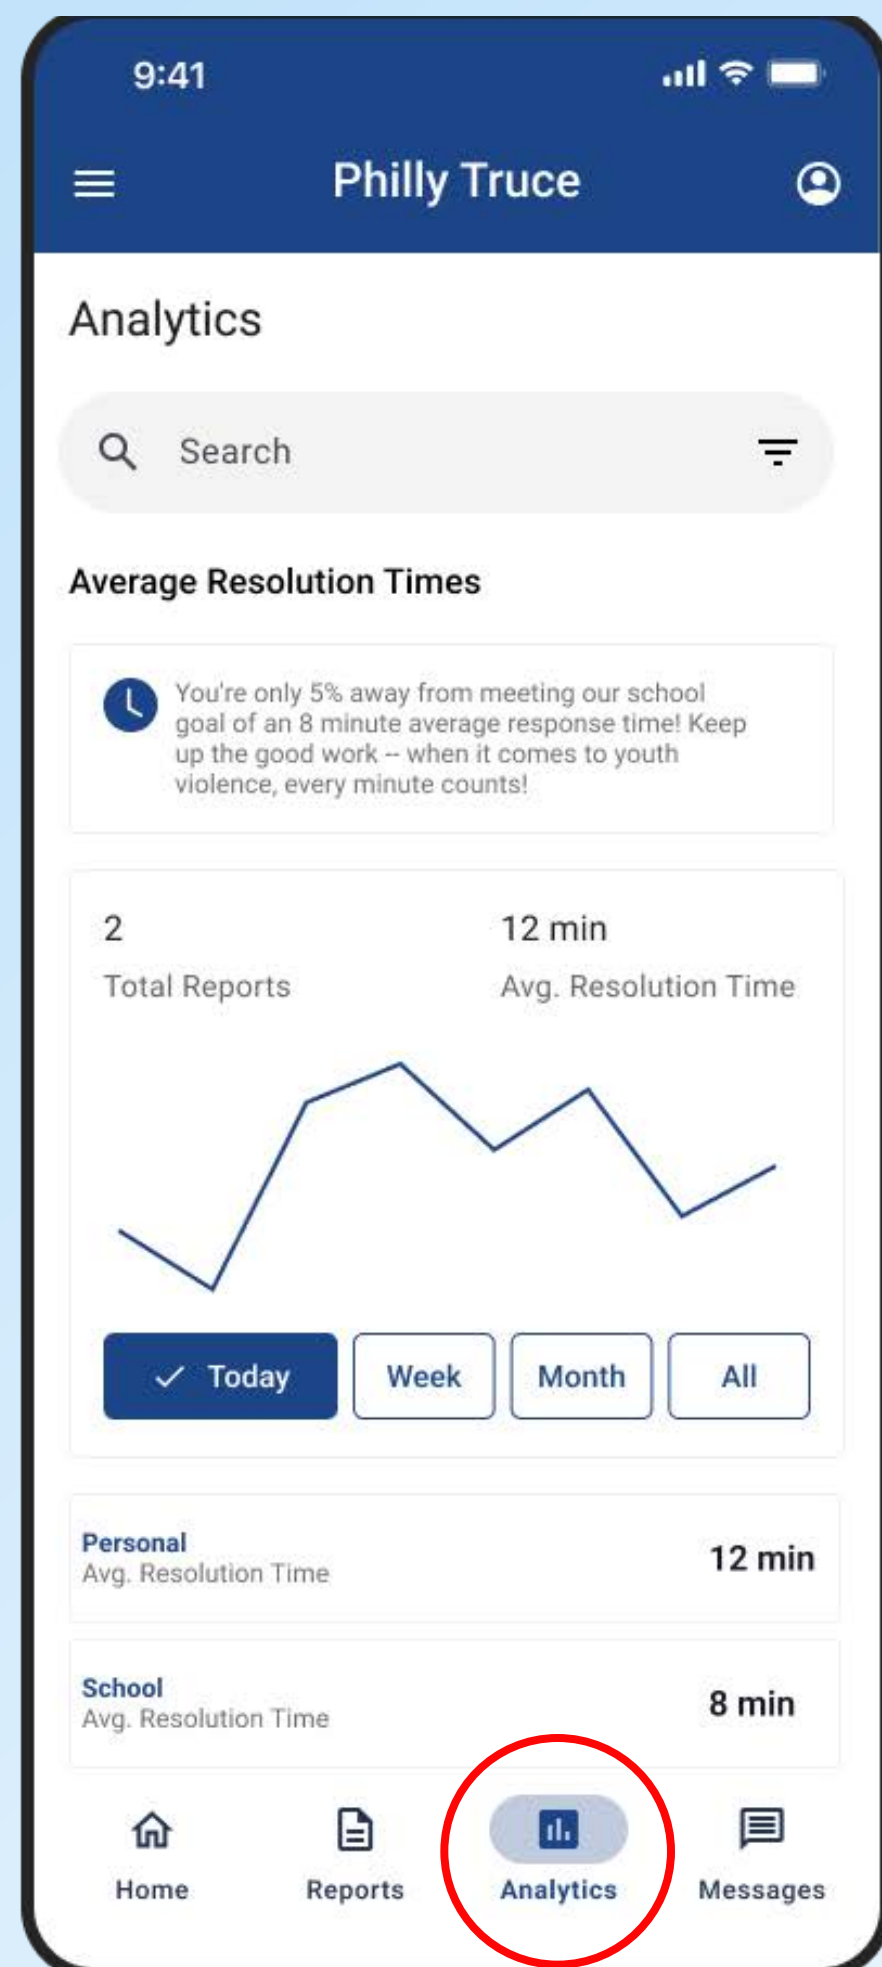 9:41
Philly Truce
Analytics
Search
Average Resolution Times
You're only 5% away from meeting our school
goal of an 8 minute average response time! Keep
up the good work -- when it comes to youth
violence, every minute counts!
2
Total Reports
12 min
Avg. Resolution Time
Today
Week
Month
All
Personal
Avg. Resolution Time
12 min
School
Avg. Resolution Time
8 min
Home
Reports
Analytics
Messages